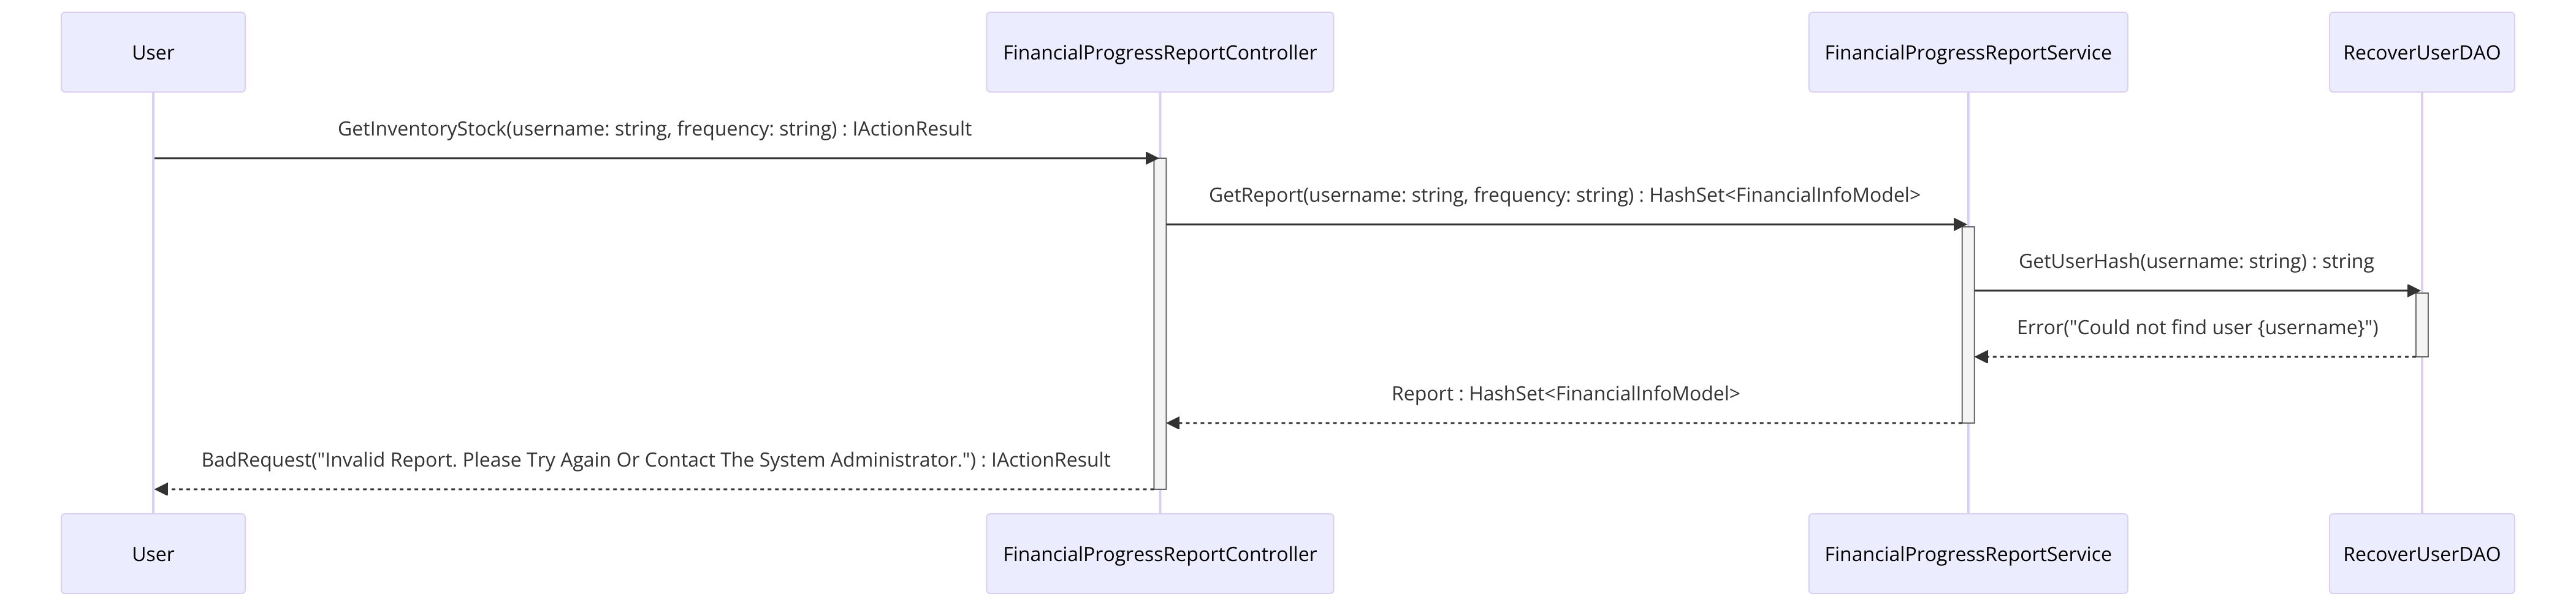 User
FinancialProgressReportController
FinancialProgressReportService
RecoverUserDAO
GetInventoryStock(username: string, frequency: string) : IActionResult
GetReport(username: string, frequency: string) : HashSet<FinancialInfoModel>
GetUserHash(username: string) : string
Error("Could not find user {username}")
Report : HashSet<FinancialInfoModel>
BadRequest("Invalid Report. Please Try Again Or Contact The System Administrator.") : IActionResult
User
FinancialProgressReportController
FinancialProgressReportService
RecoverUserDAO